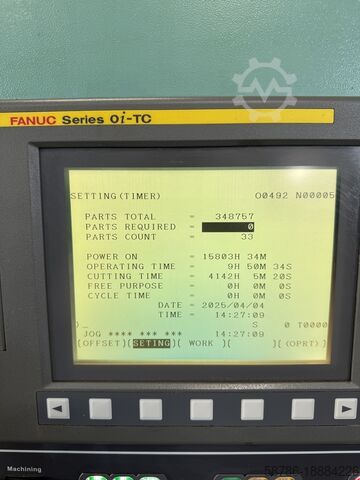 FANUC Series 0i-TC
SETTING(TIMER) O0492 N00005
PARTS TOTAL = 348757
PARTS REQUIRED = 0
PARTS COUNT = 33
POWER ON = 15803H 34M
OPERATING TIME = 9H 50M 34S
CUTTING TIME = 4142H 5M 20S
FREE PURPOSE = 0H 0M 0S
CYCLE TIME = 0H 0M 0S
DATE = 2025/04/04
TIME = 14:27:09
)_ S 0 T0000
JOG **** *** *** 14:27:09
[OFFSET][SETING][ WORK ][ ][(OPRT)]
Machining
58786-18884226